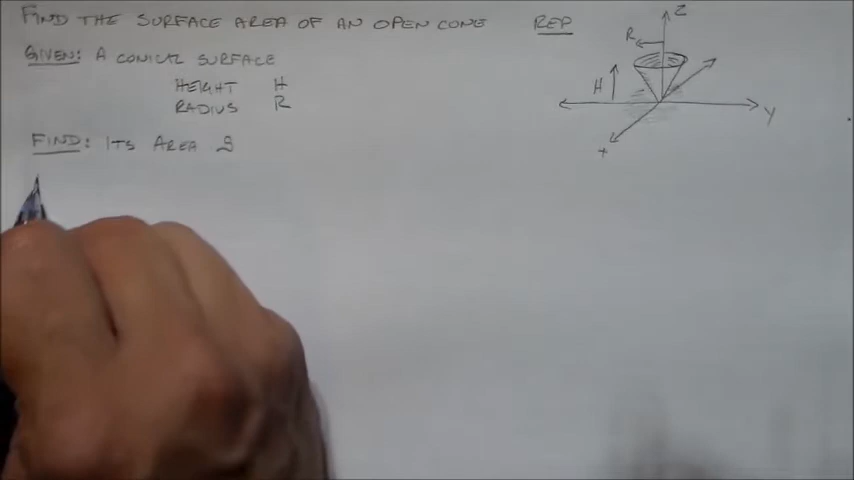 FIND THE SURFACE AREA OF AN OPEN CONE
REP
GIVEN: A CONICAL SURFACE
HEIGHT H
RADIUS R
FIND: ITS AREA S
Z
R
H
Y
X